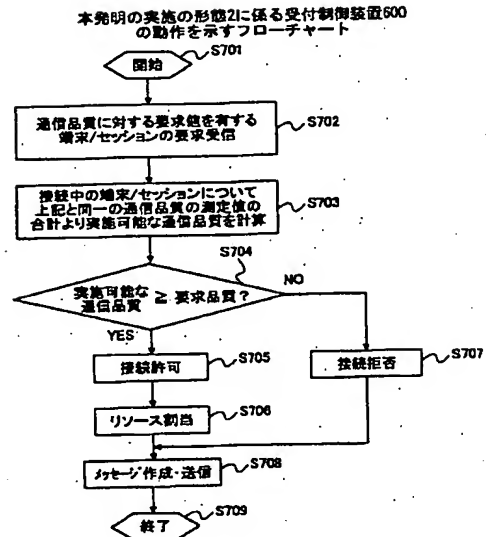 本発明の実施の形態2に係る受付制御装置600
の動作を示すフローチャート
開始
S701
通信品質に対する要求値を有する
端末/セッションの要求受信
S702
接続中の端末/セッションについて
上記と同一の通信品質の測定値の
合計より実施可能な通信品質を計算
S703
S704
実施可能な
通信品質 ≧ 要求品質?
NO
YES
接続許可
S705
接続拒否
S707
リソース割当
S706
メッセージ作成・送信
S708
終了
S709